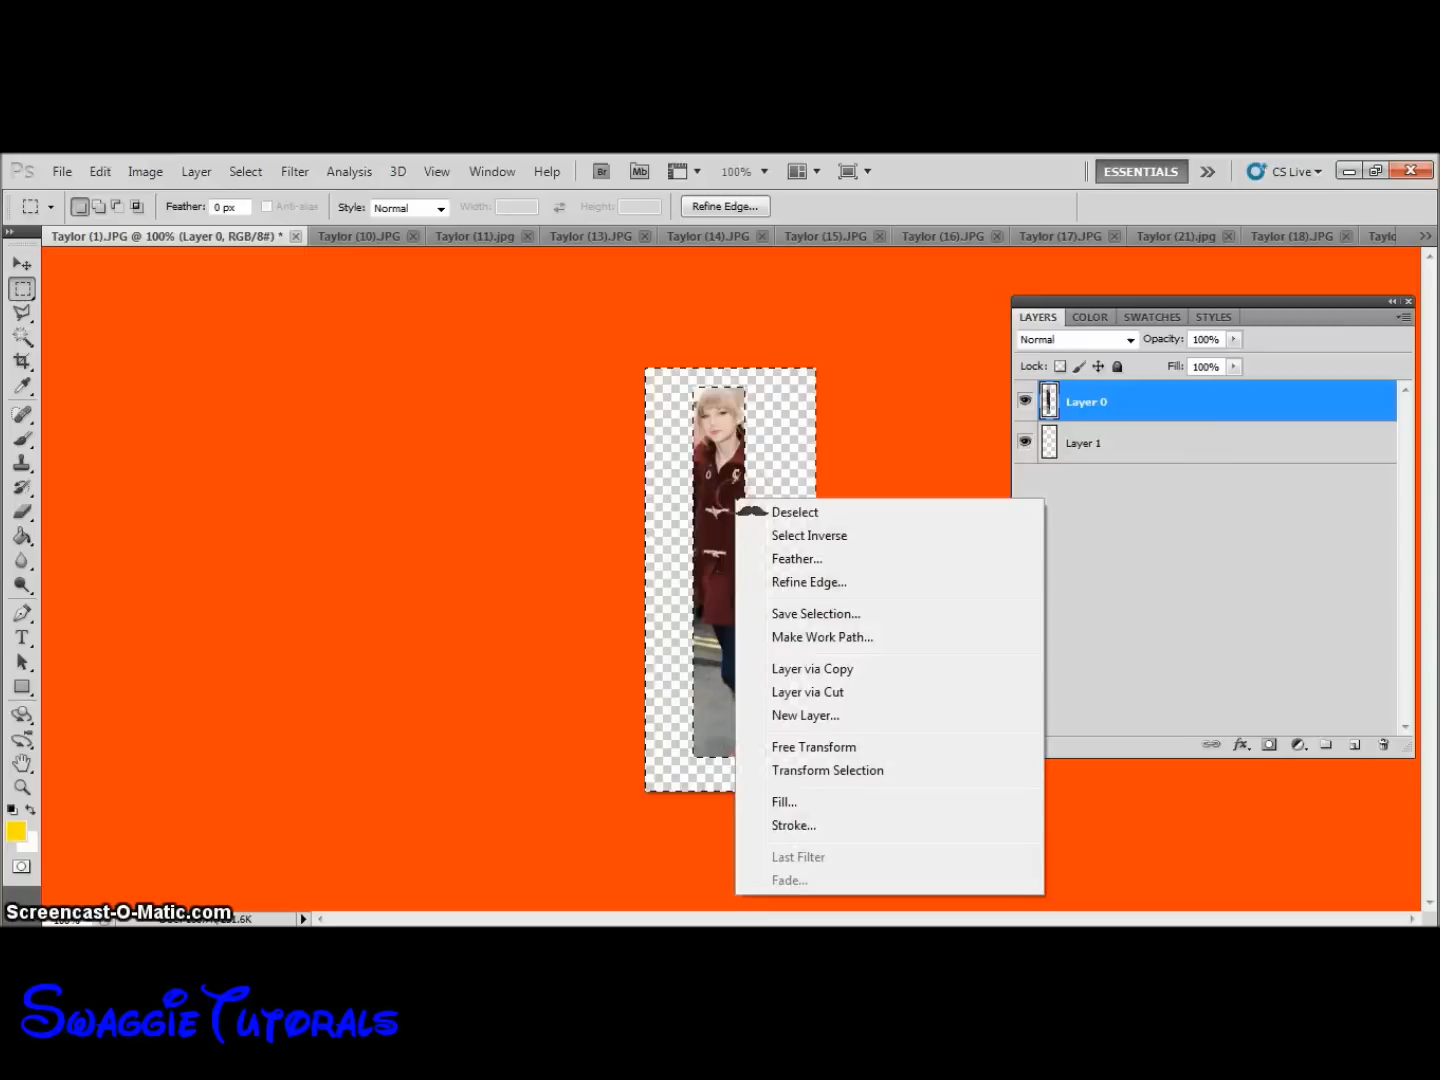 Ps File Edit Image Layer Select Filter Analysis 3D View Window Help Br Mb 100% ESSENTIALS CS Live
Feather: 0 px Anti-alias Style: Normal Width: Height: Refine Edge...
Taylor (1).JPG @ 100% (Layer 0, RGB/8#) * Taylor (10).JPG Taylor (11).jpg Taylor (13).JPG Taylor (14).JPG Taylor (15).JPG Taylor (16).JPG Taylor (17).JPG Taylor (21).jpg Taylor (18).JPG
LAYERS COLOR SWATCHES STYLES
Normal Opacity: 100%
Lock: Fill: 100%
Layer 0
Layer 1
Deselect
Select Inverse
Feather...
Refine Edge...
Save Selection...
Make Work Path...
Layer via Copy
Layer via Cut
New Layer...
Free Transform
Transform Selection
Fill...
Stroke...
Last Filter
Fade...
Screencast-O-Matic.com
Swaggie Tutorals